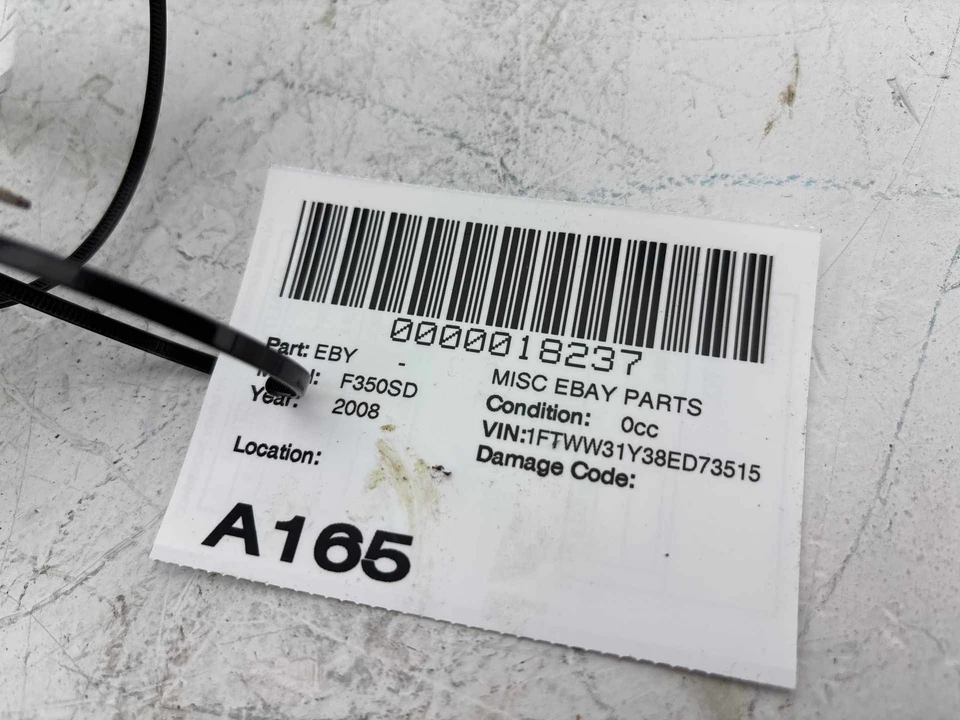 0000018237
Part: EBY -
MISC EBAY PARTS
F350SD
Condition: 0cc
Year: 2008
VIN:1FTWW31Y38ED73515
Location:
Damage Code:
A165